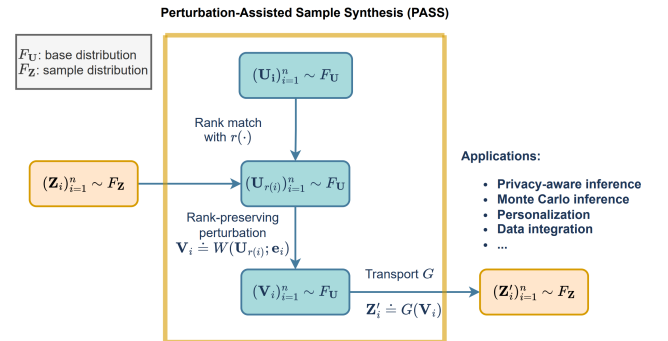 Perturbation-Assisted Sample Synthesis (PASS)
F_U: base distribution
F_Z: sample distribution
(U_i)_{i=1}^n ∼ F_U
Rank match
with r(·)
(Z_i)_{i=1}^n ∼ F_Z
(U_{r(i)})_{i=1}^n ∼ F_U
Rank-preserving
perturbation
V_i ≐ W(U_{r(i)}; e_i)
(V_i)_{i=1}^n ∼ F_U
Transport G
Z'_i ≐ G(V_i)
(Z'_i)_{i=1}^n ∼ F_Z
Applications:
• Privacy-aware inference
• Monte Carlo inference
• Personalization
• Data integration
• ...